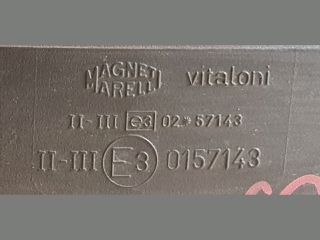 MAGNETI MARELLI vitaloni
II-III e3 02*57143
II-III E3 0157143